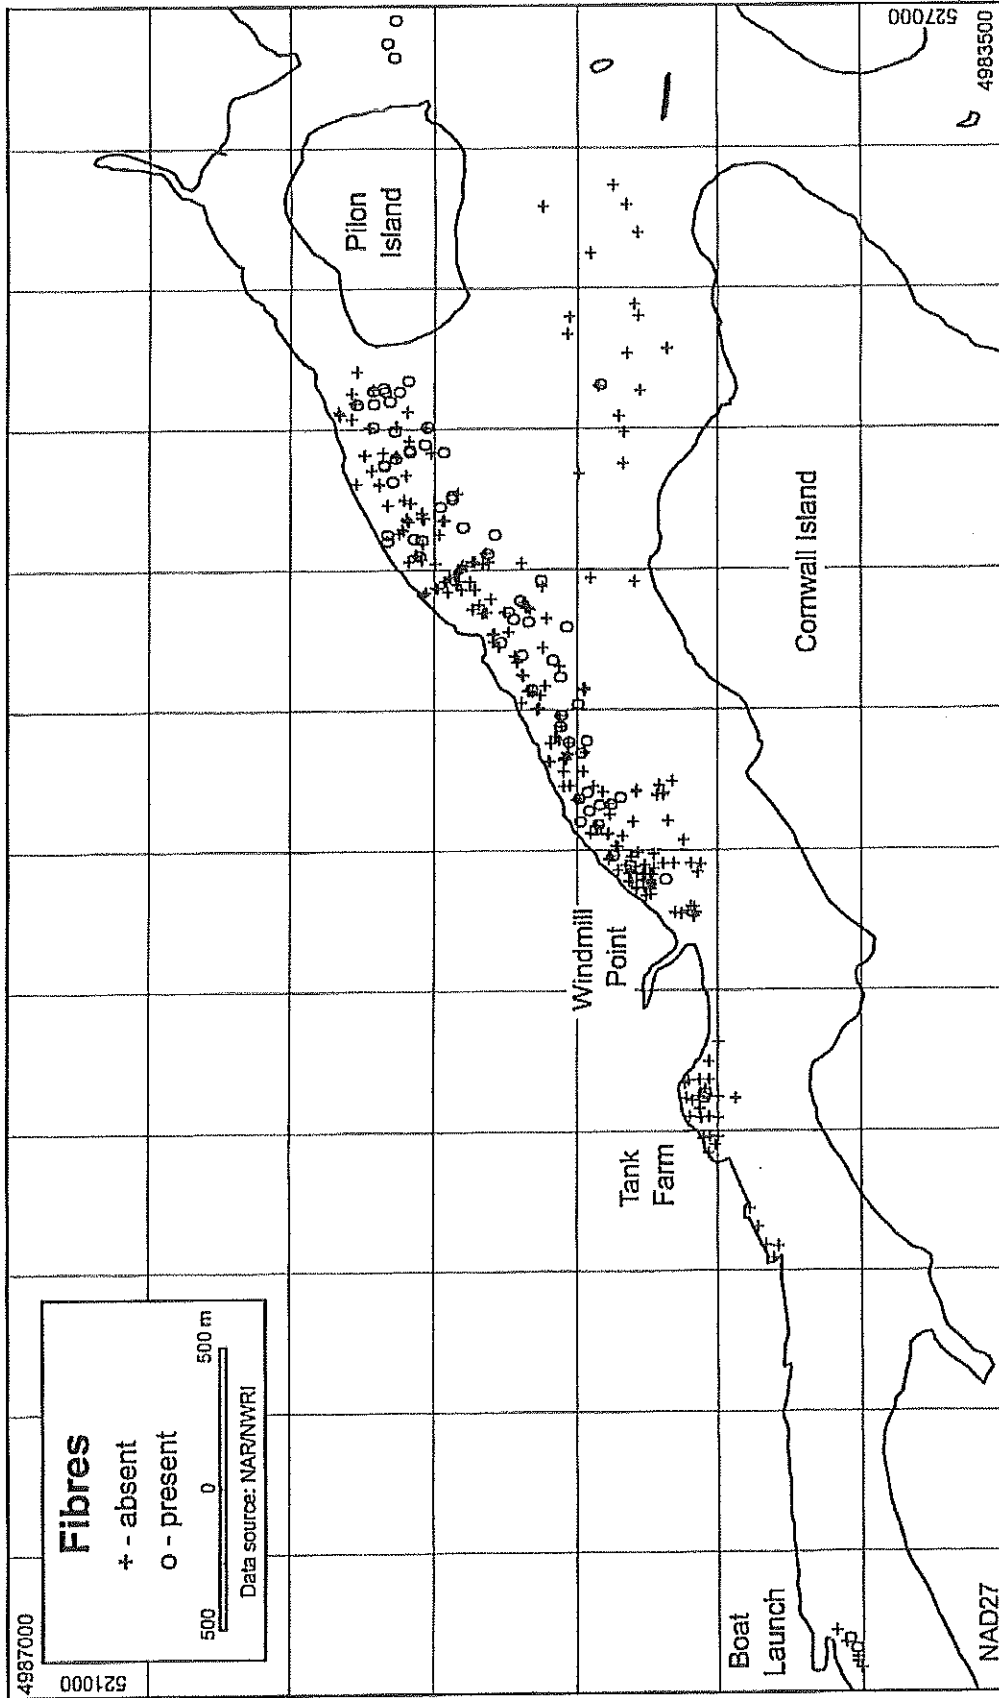 4987000
521000
Fibres
+ - absent
o - present
500 0 500 m
Data source: NAR/NWRI
Pilon
Island
Windmill
Point
Tank
Farm
Cornwall Island
Boat
Launch
NAD27
527000
4983500